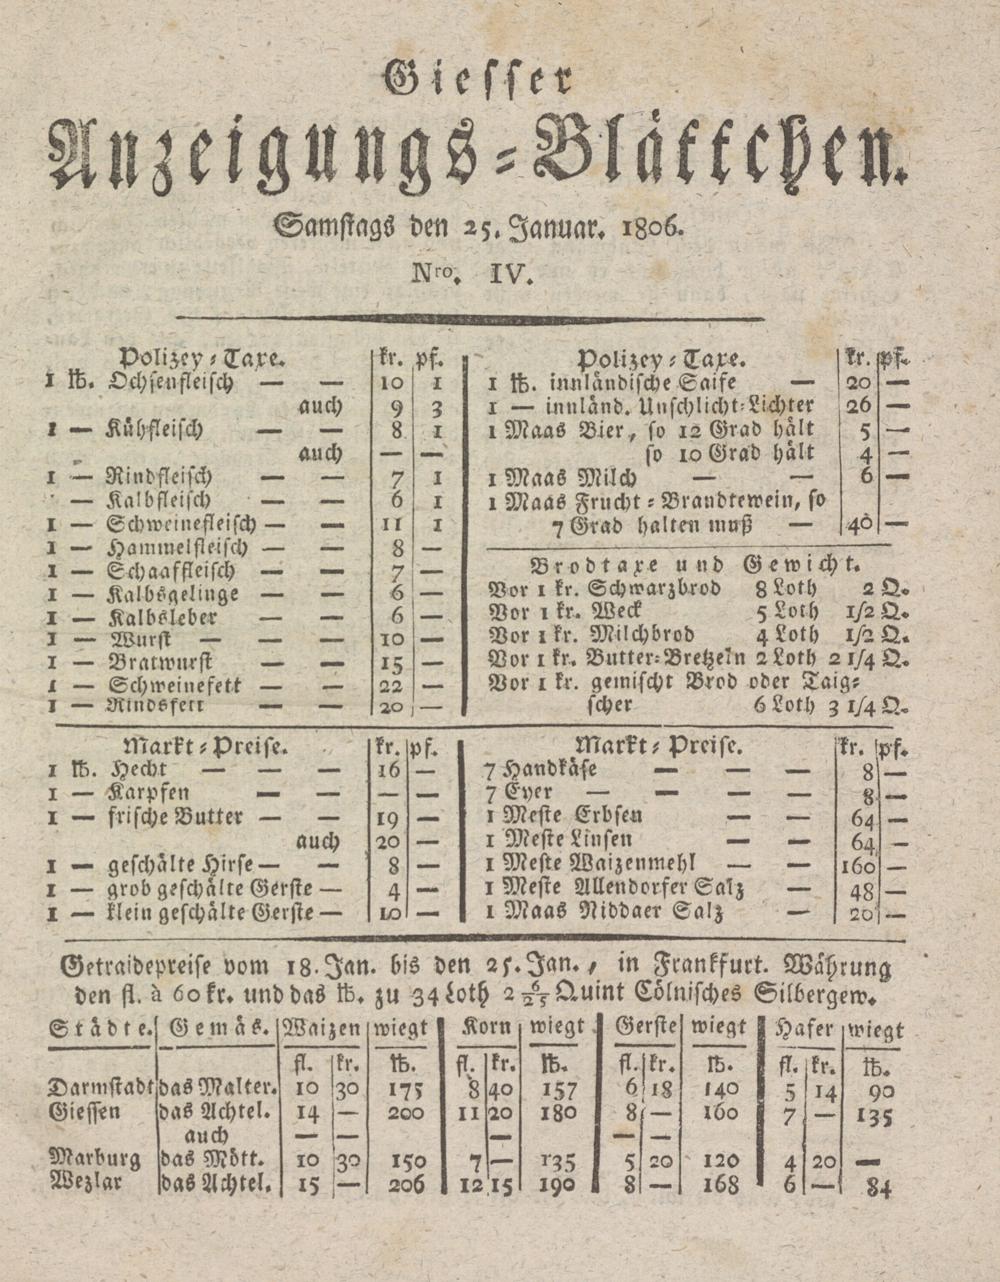 Giesser
Anzeigungs-Blättchen.
Samstags den 25. Januar. 1806.
Nro. IV.
Polizey-Taxe. kr. pf.
1 ℔. Ochsenfleisch — — 10 1
auch 9 3
1 — Kühfleisch — — 8 1
auch — —
1 — Rindfleisch — — 7 1
— Kalbfleisch — — 6 1
1 — Schweinefleisch — — 11 1
1 — Hammelfleisch — — 8 —
1 — Schaaffleisch — — 7 —
1 — Kalbsgelinge — — 6 —
1 — Kalbsleber — — 6 —
1 — Wurst — — — 10 —
1 — Bratwurst — — 15 —
1 — Schweinefett — — 22 —
1 — Rindsfett — — 20 —
Polizey-Taxe. kr. pf.
1 ℔. innländische Saife — 20 —
1 — innländ. Unschlicht-Lichter 26 —
1 Maas Bier, so 12 Grad hält 5 —
so 10 Grad hält 4 —
1 Maas Milch — — 6 —
1 Maas Frucht-Brandtewein, so
7 Grad halten muß — 40 —
Brodtaxe und Gewicht.
Vor 1 kr. Schwarzbrod 8 Loth 2 Q.
Vor 1 kr. Weck 5 Loth 1/2 Q.
Vor 1 kr. Milchbrod 4 Loth 1/2 Q.
Vor 1 kr. Butter-Bretzeln 2 Loth 2 1/4 Q.
Vor 1 kr. gemischt Brod oder Taig-
scher 6 Loth 3 1/4 Q.
Markt-Preise. kr. pf.
1 ℔. Hecht — — — 16 —
1 — Karpfen — — — —
1 — frische Butter — — 19 —
auch 20 —
1 — geschälte Hirse — — 8 —
1 — grob geschälte Gerste — 4 —
1 — klein geschälte Gerste — 10 —
Markt-Preise. kr. pf.
7 Handkäse — — — 8 —
7 Eyer — — — — 8 —
1 Meste Erbsen — — 64 —
1 Meste Linsen — — 64 —
1 Meste Waizenmehl — — 160 —
1 Meste Allendorfer Salz — 48 —
1 Maas Niddaer Salz — 20 —
Getraidepreise vom 18. Jan. bis den 25. Jan., in Frankfurt. Währung
den fl. à 60 kr. und das ℔. zu 34 Loth 2 6/25 Quint Cölnisches Silbergew.
Städte. Gemäs. Waizen wiegt Korn wiegt Gerste wiegt Hafer wiegt
fl. kr. ℔. fl. kr. ℔. fl. kr. ℔. fl. kr. ℔.
Darmstadt das Malter. 10 30 175 8 40 157 6 18 140 5 14 90
Giessen das Achtel. 14 — 200 11 20 180 8 — 160 7 — 135
auch — — — — —
Marburg das Mött. 10 30 150 7 — 135 5 20 120 4 20 —
Wezlar das Achtel. 15 — 206 12 15 190 8 — 168 6 — 84